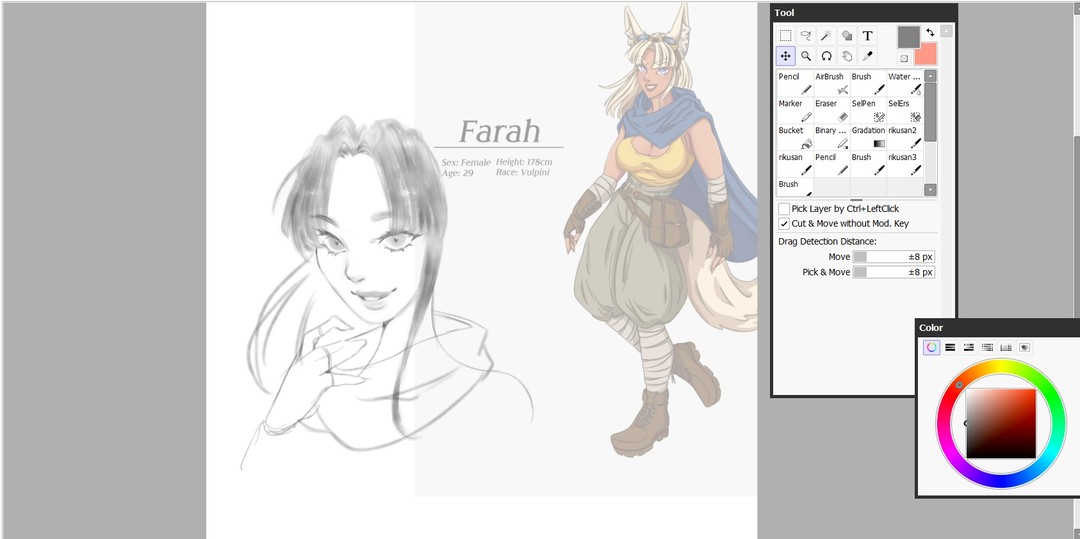 Tool
T
Pencil AirBrush Brush Water ...
Marker Eraser SelPen SelErs
Bucket Binary ... Gradation rikusan2
rikusan Pencil Brush rikusan3
Brush
Pick Layer by Ctrl+LeftClick
Cut & Move without Mod. Key
Drag Detection Distance:
Move ±8 px
Pick & Move ±8 px
Color
Farah
Sex: Female Height: 178cm
Age: 29 Race: Vulpini